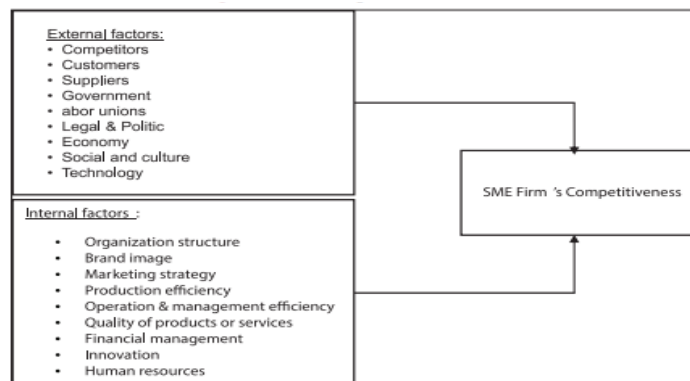 External factors:
• Competitors
• Customers
• Suppliers
• Government
• abor unions
• Legal & Politic
• Economy
• Social and culture
• Technology
SME Firm 's Competitiveness
Internal factors :
• Organization structure
• Brand image
• Marketing strategy
• Production efficiency
• Operation & management efficiency
• Quality of products or services
• Financial management
• Innovation
• Human resources